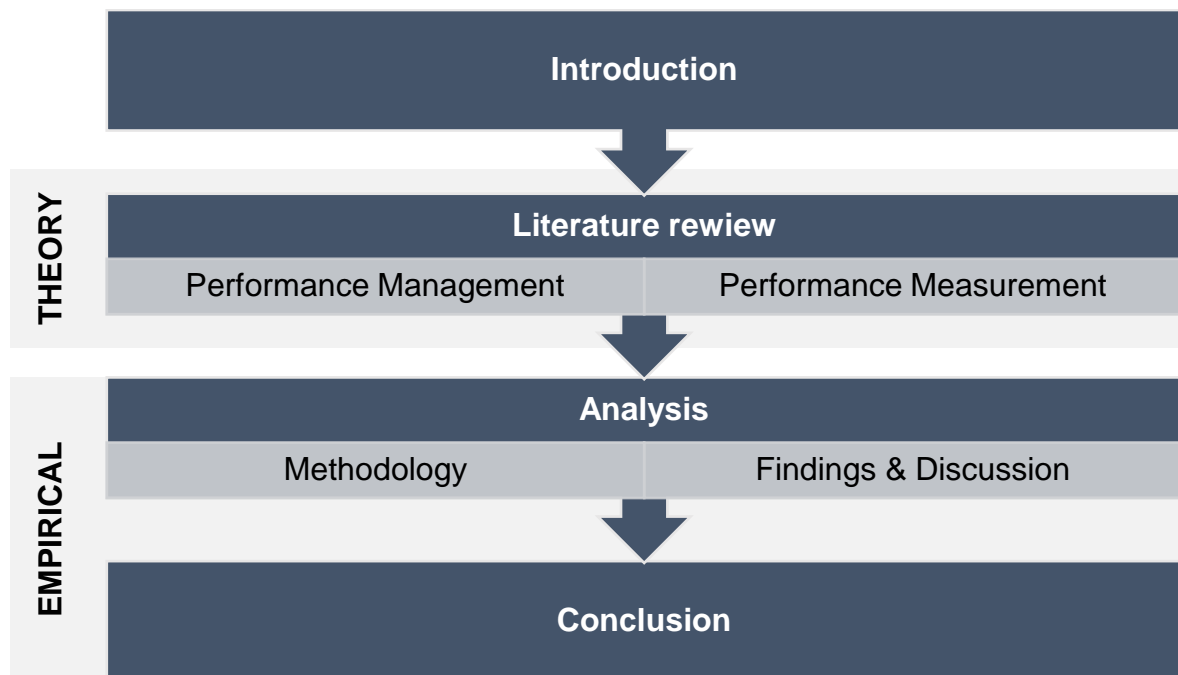 Introduction
THEORY
Literature rewiew
Performance Management
Performance Measurement
EMPIRICAL
Analysis
Methodology
Findings & Discussion
Conclusion